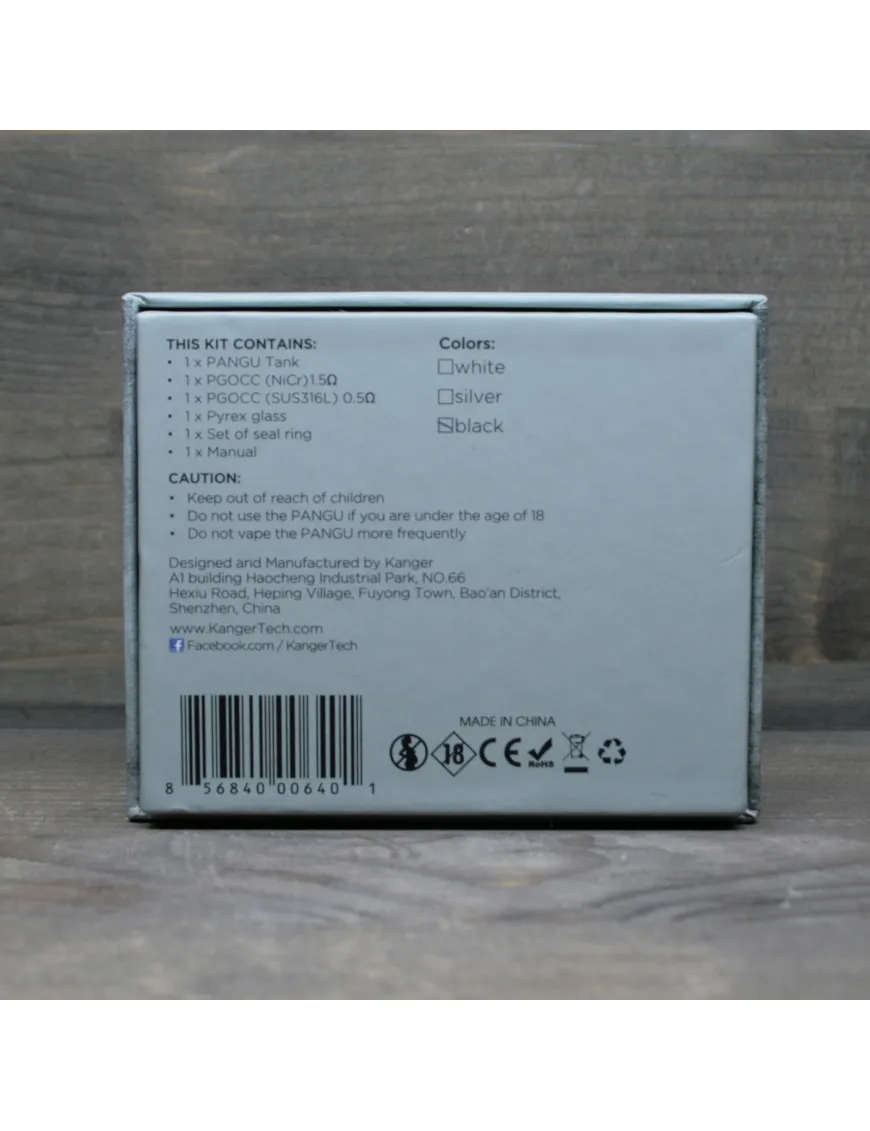 THIS KIT CONTAINS:
• 1 x PANGU Tank
• 1 x PGOCC (NiCr)1.5Ω
• 1 x PGOCC (SUS316L) 0.5Ω
• 1 x Pyrex glass
• 1 x Set of seal ring
• 1 x Manual
Colors:
white
silver
black
CAUTION:
• Keep out of reach of children
• Do not use the PANGU if you are under the age of 18
• Do not vape the PANGU more frequently
Designed and Manufactured by Kanger
A1 building Haocheng Industrial Park, NO.66
Hexiu Road, Heping Village, Fuyong Town, Bao'an District,
Shenzhen, China
www.KangerTech.com
f Facebook.com / KangerTech
MADE IN CHINA
18 CE RoHS
8 56840 00640 1